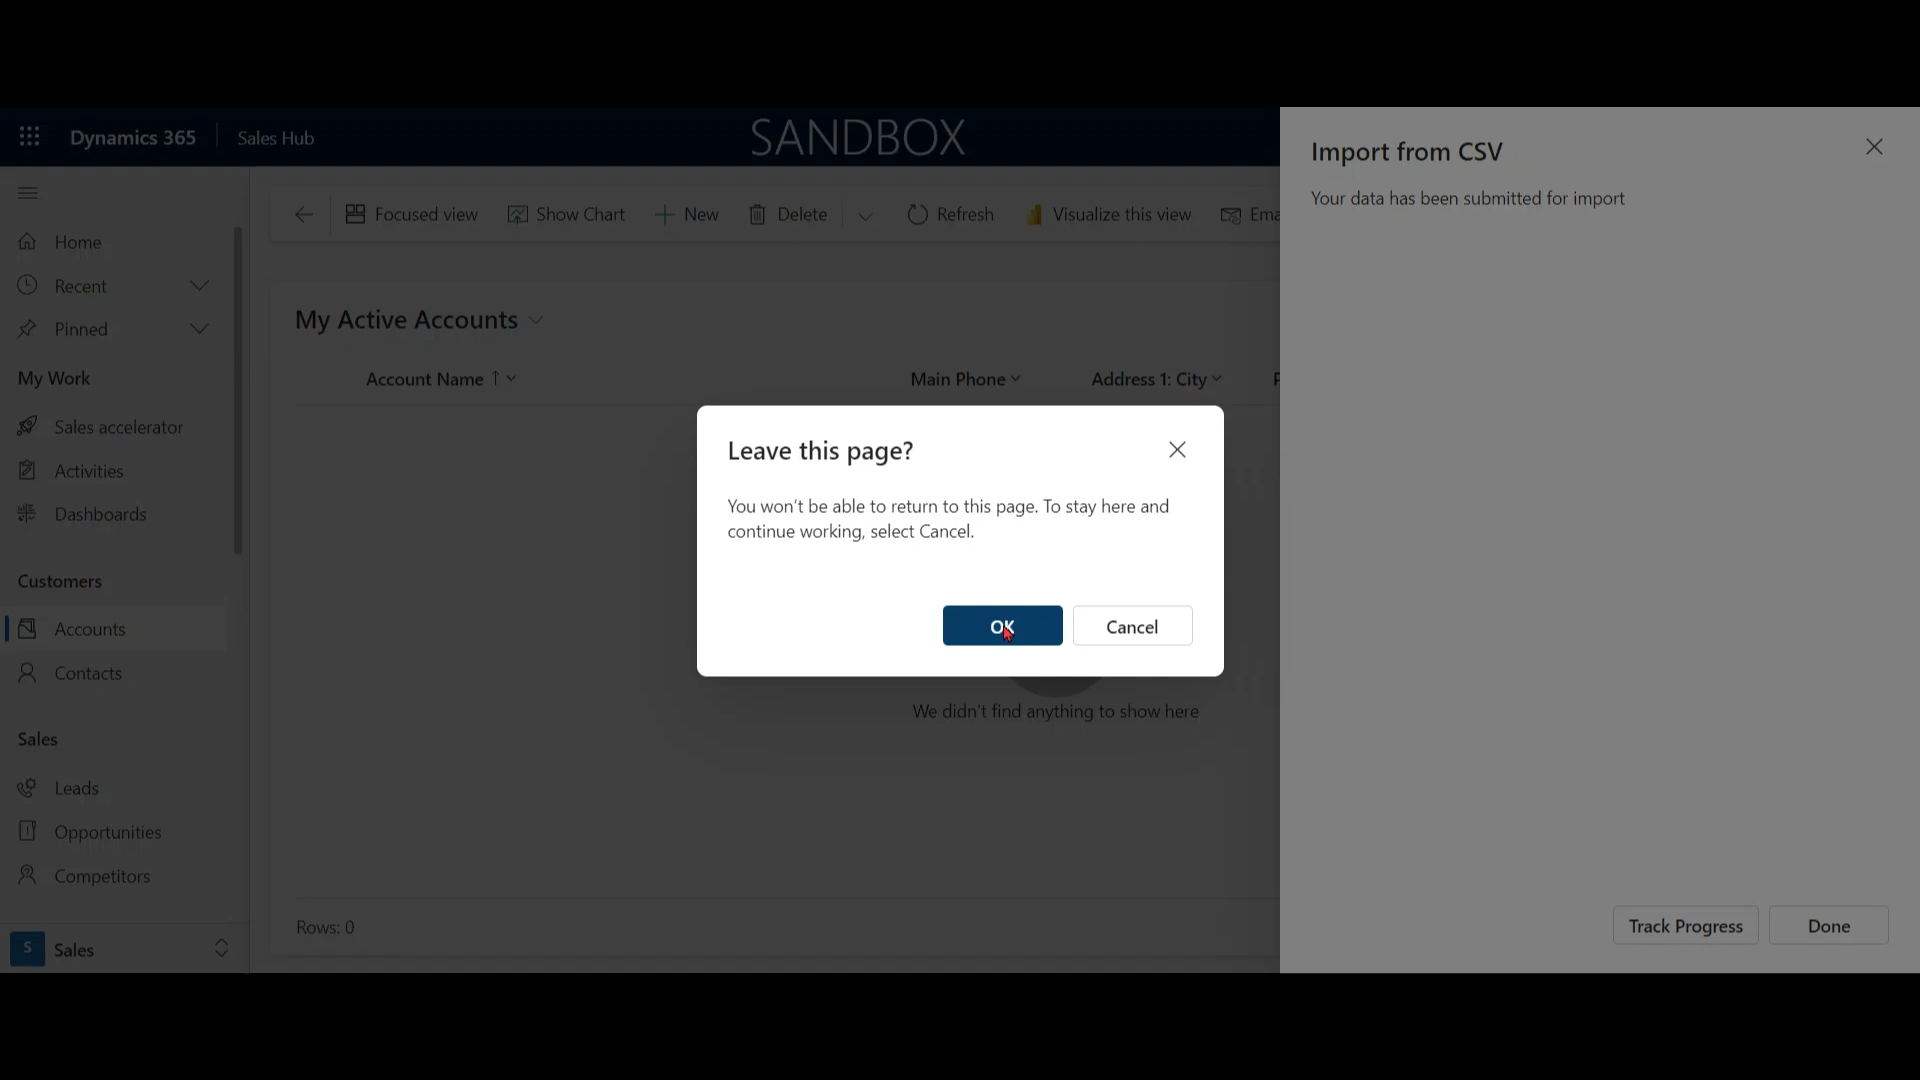 Dynamics 365
Sales Hub
SANDBOX
Import from CSV
Your data has been submitted for import
Focused view
Show Chart
New
Delete
Refresh
Visualize this view
Home
Recent
Pinned
My Work
Sales accelerator
Activities
Dashboards
Customers
Accounts
Contacts
Sales
Leads
Opportunities
Competitors
S
Sales
My Active Accounts
Account Name
Main Phone
Address 1: City
Leave this page?
You won't be able to return to this page. To stay here and
continue working, select Cancel.
OK
Cancel
We didn't find anything to show here
Rows: 0
Track Progress
Done